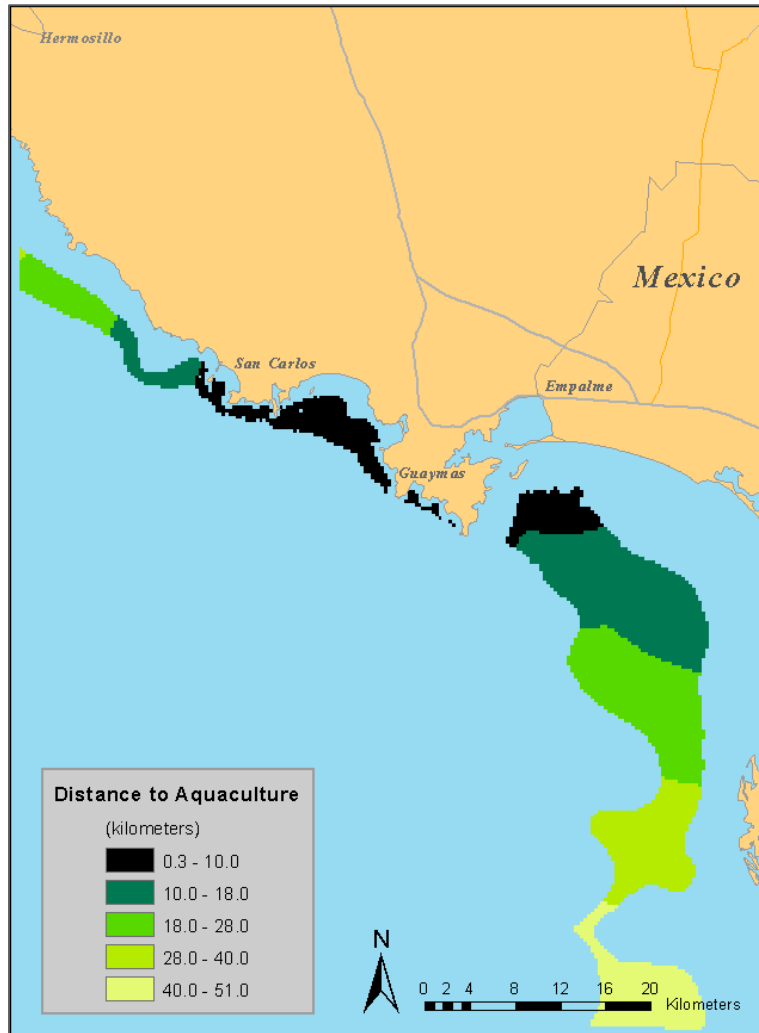 Hermosillo
Mexico
San Carlos
Empalme
Guaymas
Distance to Aquaculture
(kilometers)
0.3 - 10.0
10.0 - 18.0
18.0 - 28.0
28.0 - 40.0
40.0 - 51.0
N
0 2 4 8 12 16 20
Kilometers